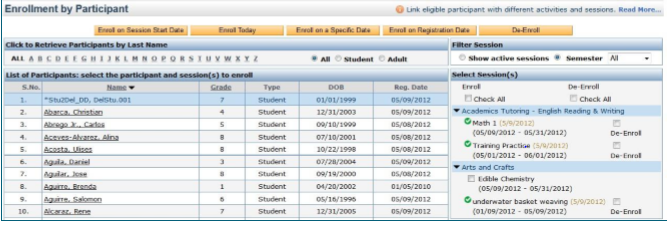 Enrollment by Participant
Link eligible participant with different activities and sessions. Read More...
Enroll on Session Start Date Enroll Today Enroll on a Specific Date Enroll on Registration Date De-Enroll
Click to Retrieve Participants by Last Name
ALL A B C D E F G H I J K L M N O P Q R S T U V W X Y Z All Student Adult
List of Participants: select the participant and session(s) to enroll
S.No. Name Grade Type DOB Reg. Date
1. *Stu2Del_DD, DelStu.001 7 Student 01/01/1999 05/09/2012
2. Abarca, Christian 4 Student 12/31/2003 05/09/2012
3. Abrego Jr., Carlos 5 Student 09/10/1999 05/08/2012
4. Aceves-Alvarez, Alina 8 Student 07/10/2001 05/08/2012
5. Acosta, Ulises 8 Student 10/22/1998 05/08/2012
6. Aguila, Daniel 3 Student 07/28/2004 05/09/2012
7. Aguilar, Jose 8 Student 09/19/2000 05/08/2012
8. Aguirre, Brenda 1 Student 04/20/2002 01/05/2010
9. Aguirre, Salomon 6 Student 05/16/1996 05/09/2012
10. Alcaraz, Rene 7 Student 12/31/2005 05/09/2012
Filter Session
Show active sessions Semester All
Select Session(s)
Enroll De-Enroll
Check All Check All
Academics Tutoring - English Reading & Writing
Math 1 (5/9/2012)
(05/09/2012 - 05/31/2012) De-Enroll
Training Practise (5/9/2012)
(05/01/2012 - 06/01/2012) De-Enroll
Arts and Crafts
Edible Chemistry
(05/09/2012 - 05/31/2012)
underwater basket weaving (5/9/2012)
(01/09/2012 - 05/09/2012) De-Enroll